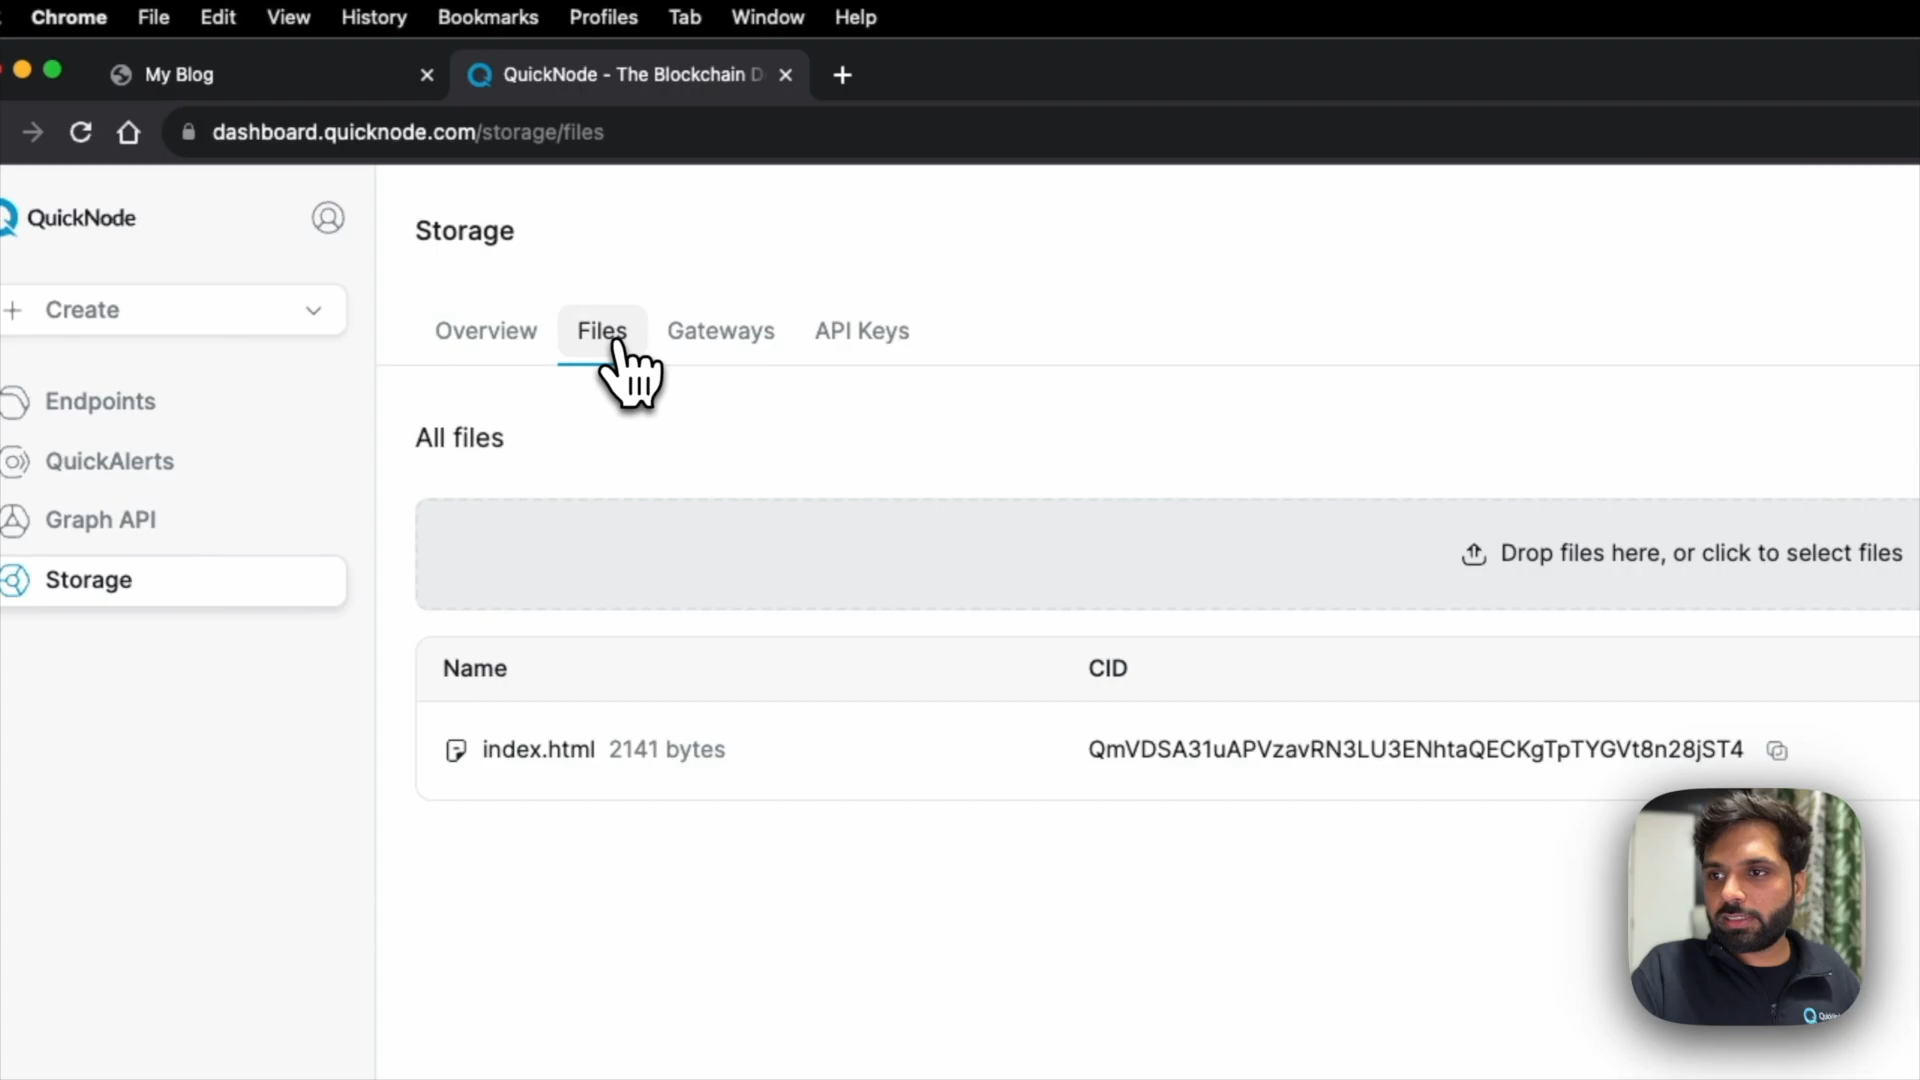 Chrome File Edit View History Bookmarks Profiles Tab Window Help
My Blog
QuickNode - The Blockchain D
dashboard.quicknode.com/storage/files
QuickNode
Create
Endpoints
QuickAlerts
Graph API
Storage
Storage
Overview Files Gateways API Keys
All files
Drop files here, or click to select files
Name CID
index.html 2141 bytes QmVDSA31uAPVzavRN3LU3ENhtaQECKgTpTYGVt8n28jST4